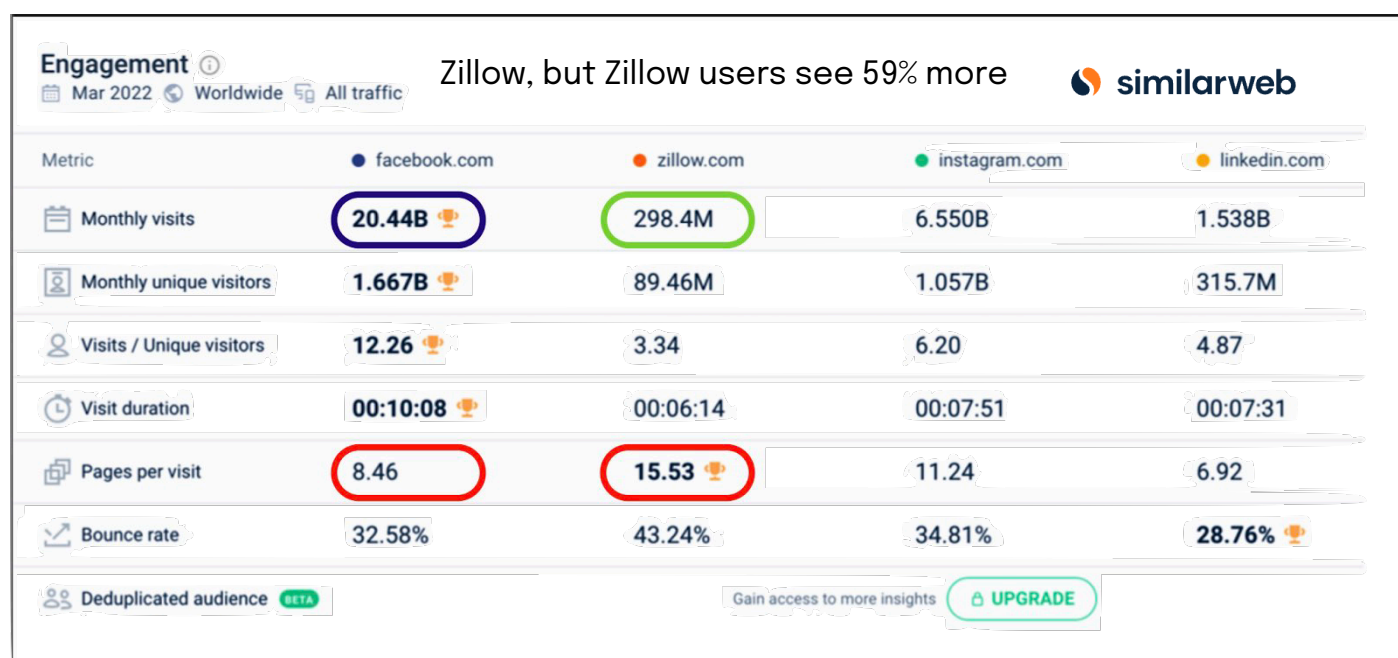 Engagement
Zillow, but Zillow users see 59% more
similarweb
Mar 2022 Worldwide All traffic
Metric facebook.com zillow.com instagram.com linkedin.com
Monthly visits 20.44B 298.4M 6.550B 1.538B
Monthly unique visitors 1.667B 89.46M 1.057B 315.7M
Visits / Unique visitors 12.26 3.34 6.20 4.87
Visit duration 00:10:08 00:06:14 00:07:51 00:07:31
Pages per visit 8.46 15.53 11.24 6.92
Bounce rate 32.58% 43.24% 34.81% 28.76%
Deduplicated audience BETA Gain access to more insights UPGRADE